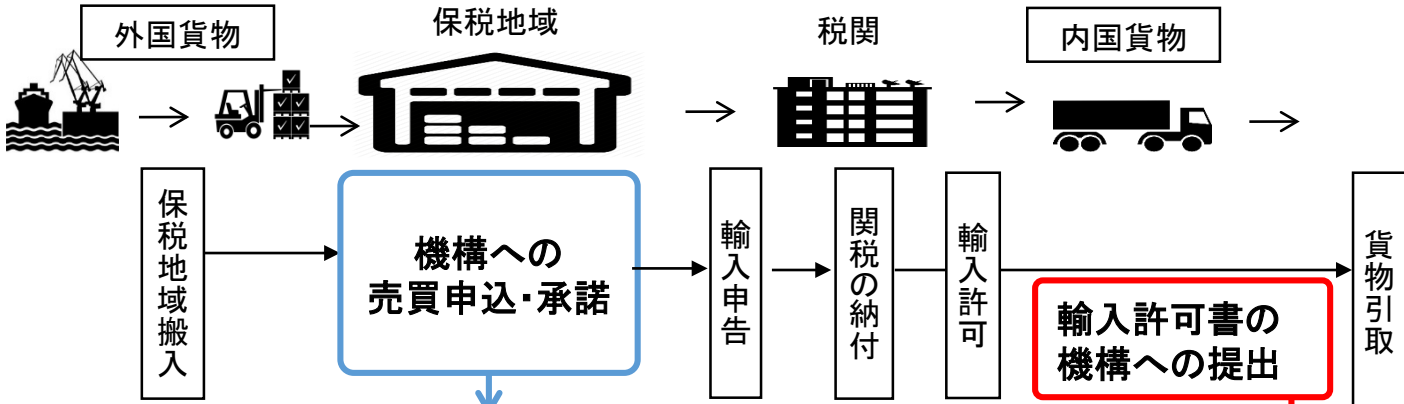 外国貨物
保税地域
税関
内国貨物
保税地域搬入
機構への
売買申込・承諾
輸入申告
関税の納付
輸入許可
輸入許可書の
機構への提出
貨物引取